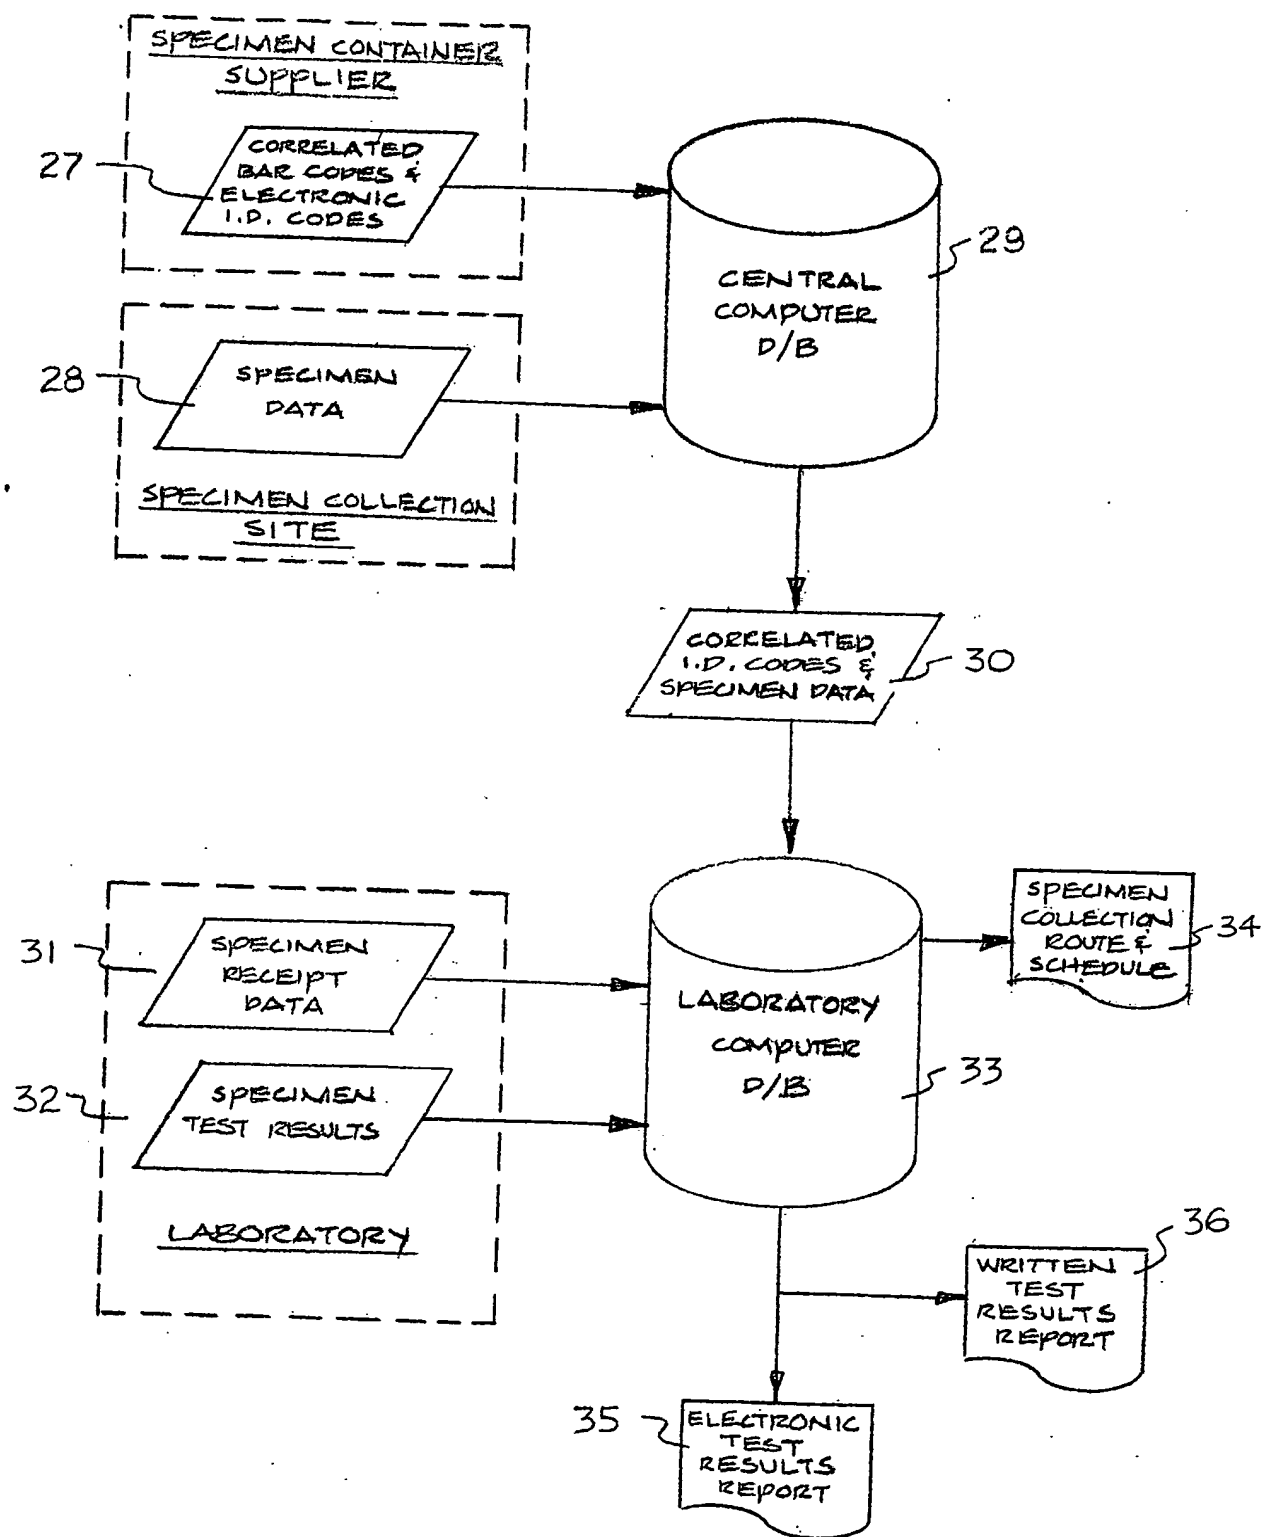 SPECIMEN CONTAINER
SUPPLIER
27
CORRELATED
BAR CODES &
ELECTRONIC
I.D. CODES
28
SPECIMEN
DATA
SPECIMEN COLLECTION
SITE
CENTRAL
COMPUTER
D/B
29
CORRELATED
I.D. CODES &
SPECIMEN DATA
30
31
SPECIMEN
RECEIPT
DATA
32
SPECIMEN
TEST RESULTS
LABORATORY
LABORATORY
COMPUTER
D/B
33
SPECIMEN
COLLECTION
ROUTE &
SCHEDULE
34
36
WRITTEN
TEST
RESULTS
REPORT
35
ELECTRONIC
TEST
RESULTS
REPORT